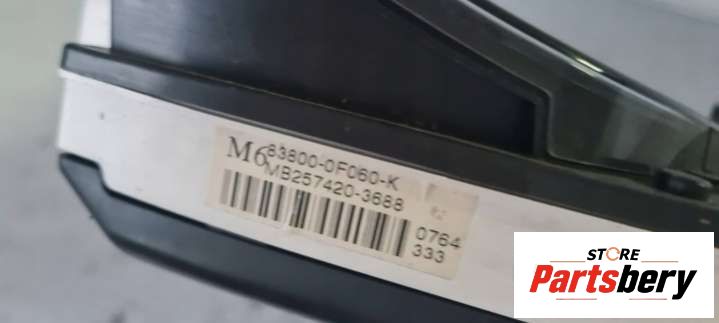 M6 83800-0F060-K
MB257420-3688
0764
333
STORE
Partsbery